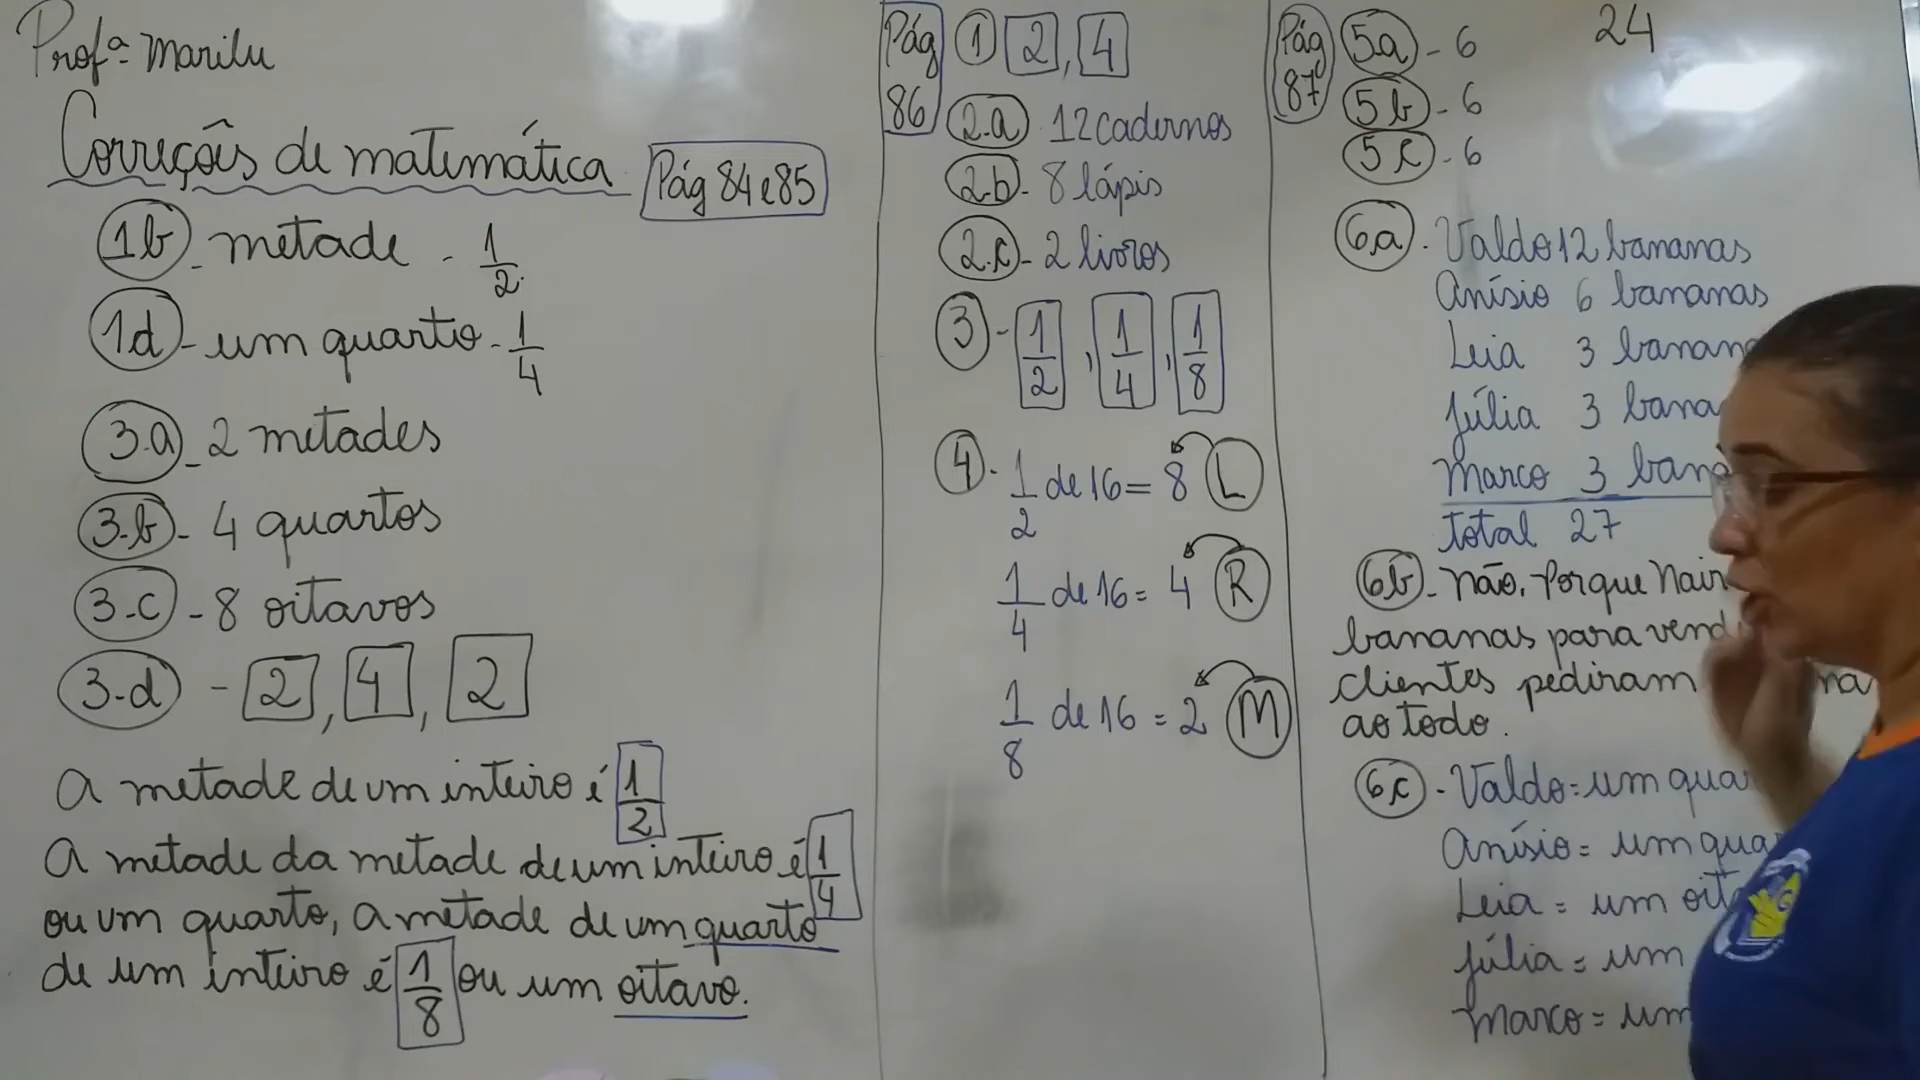 Profª Marilu
Correções de matemática
Pág 84 e 85
1b - metade - 1/2
1d - um quarto - 1/4
3.a - 2 metades
3.b - 4 quartos
3-c - 8 oitavos
3-d - 2, 4, 2
A metade de um inteiro é 1/2
A metade da metade de um inteiro é 1/4
ou um quarto, a metade de um quarto
de um inteiro é 1/8 ou um oitavo.
Pág 86
1 2, 4
2.a 12 cadernos
2.b - 8 lápis
2.c - 2 livros
3 - 1/2, 1/4, 1/8
4. 1/2 de 16 = 8 L
1/4 de 16 = 4 R
1/8 de 16 = 2 M
Pág 87
5a - 6
5b - 6
5c - 6
24
6a. Valdo 12 bananas
Anísio 6 bananas
Leia 3 banan
Júlia 3 bana
Marco 3 ban
total 27
6b - não. Porque Nair
bananas para vend
clientes pediram
ao todo.
6c - Valdo = um qua
Anísio = um qua
Leia = um oit
Júlia = um
Marco = um